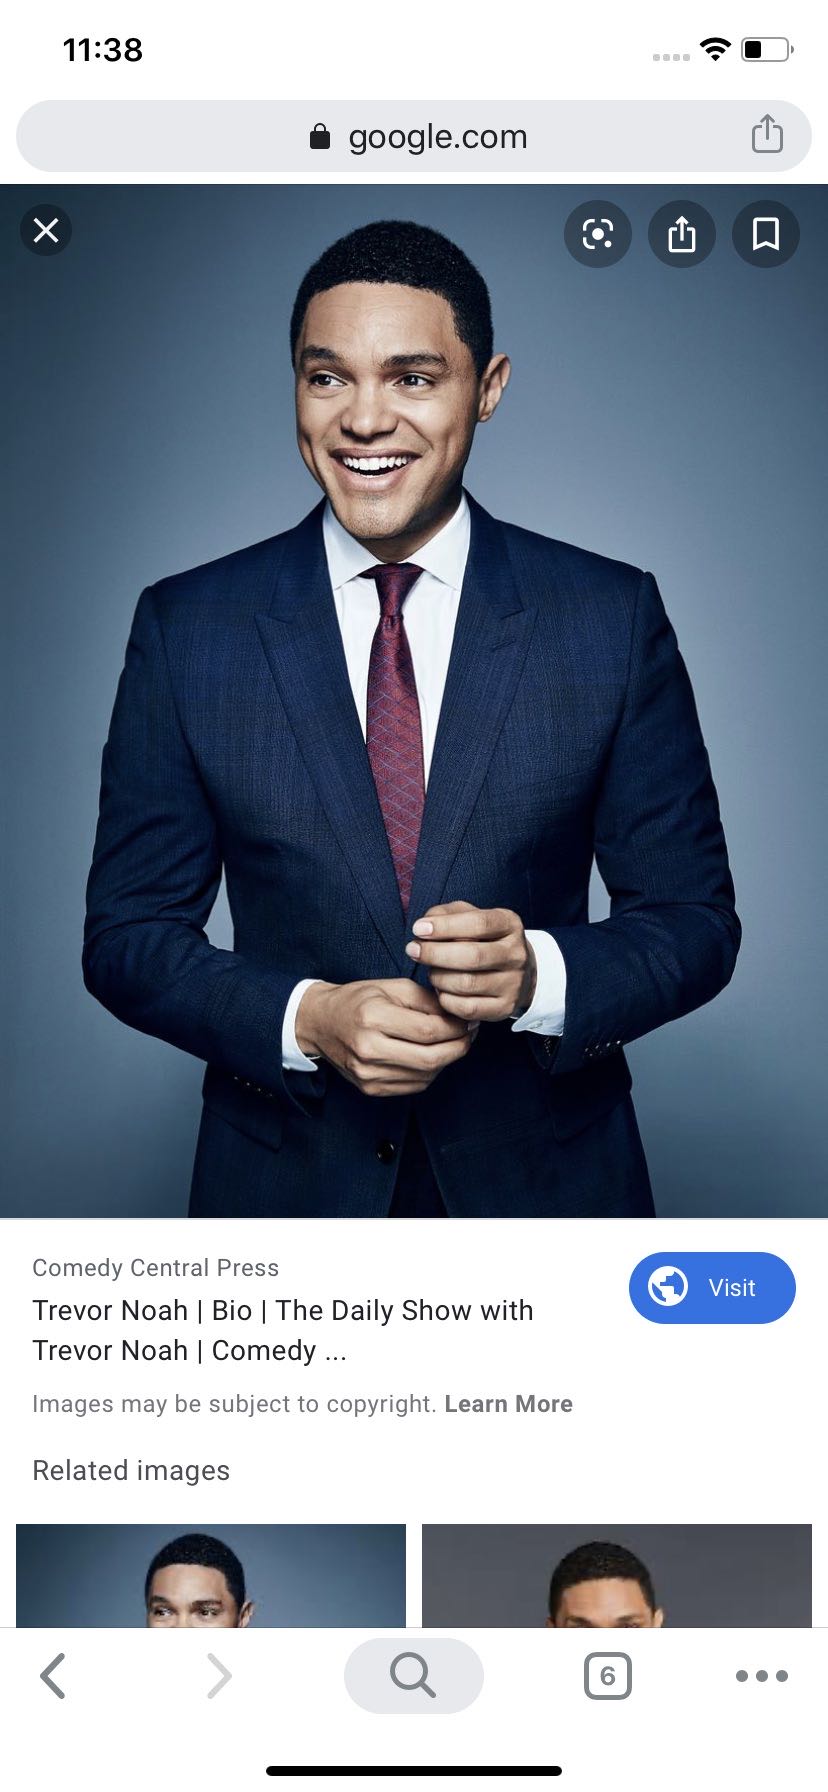 11:38
google.com
Comedy Central Press
Trevor Noah | Bio | The Daily Show with
Trevor Noah | Comedy ...
Visit
Images may be subject to copyright. Learn More
Related images
6